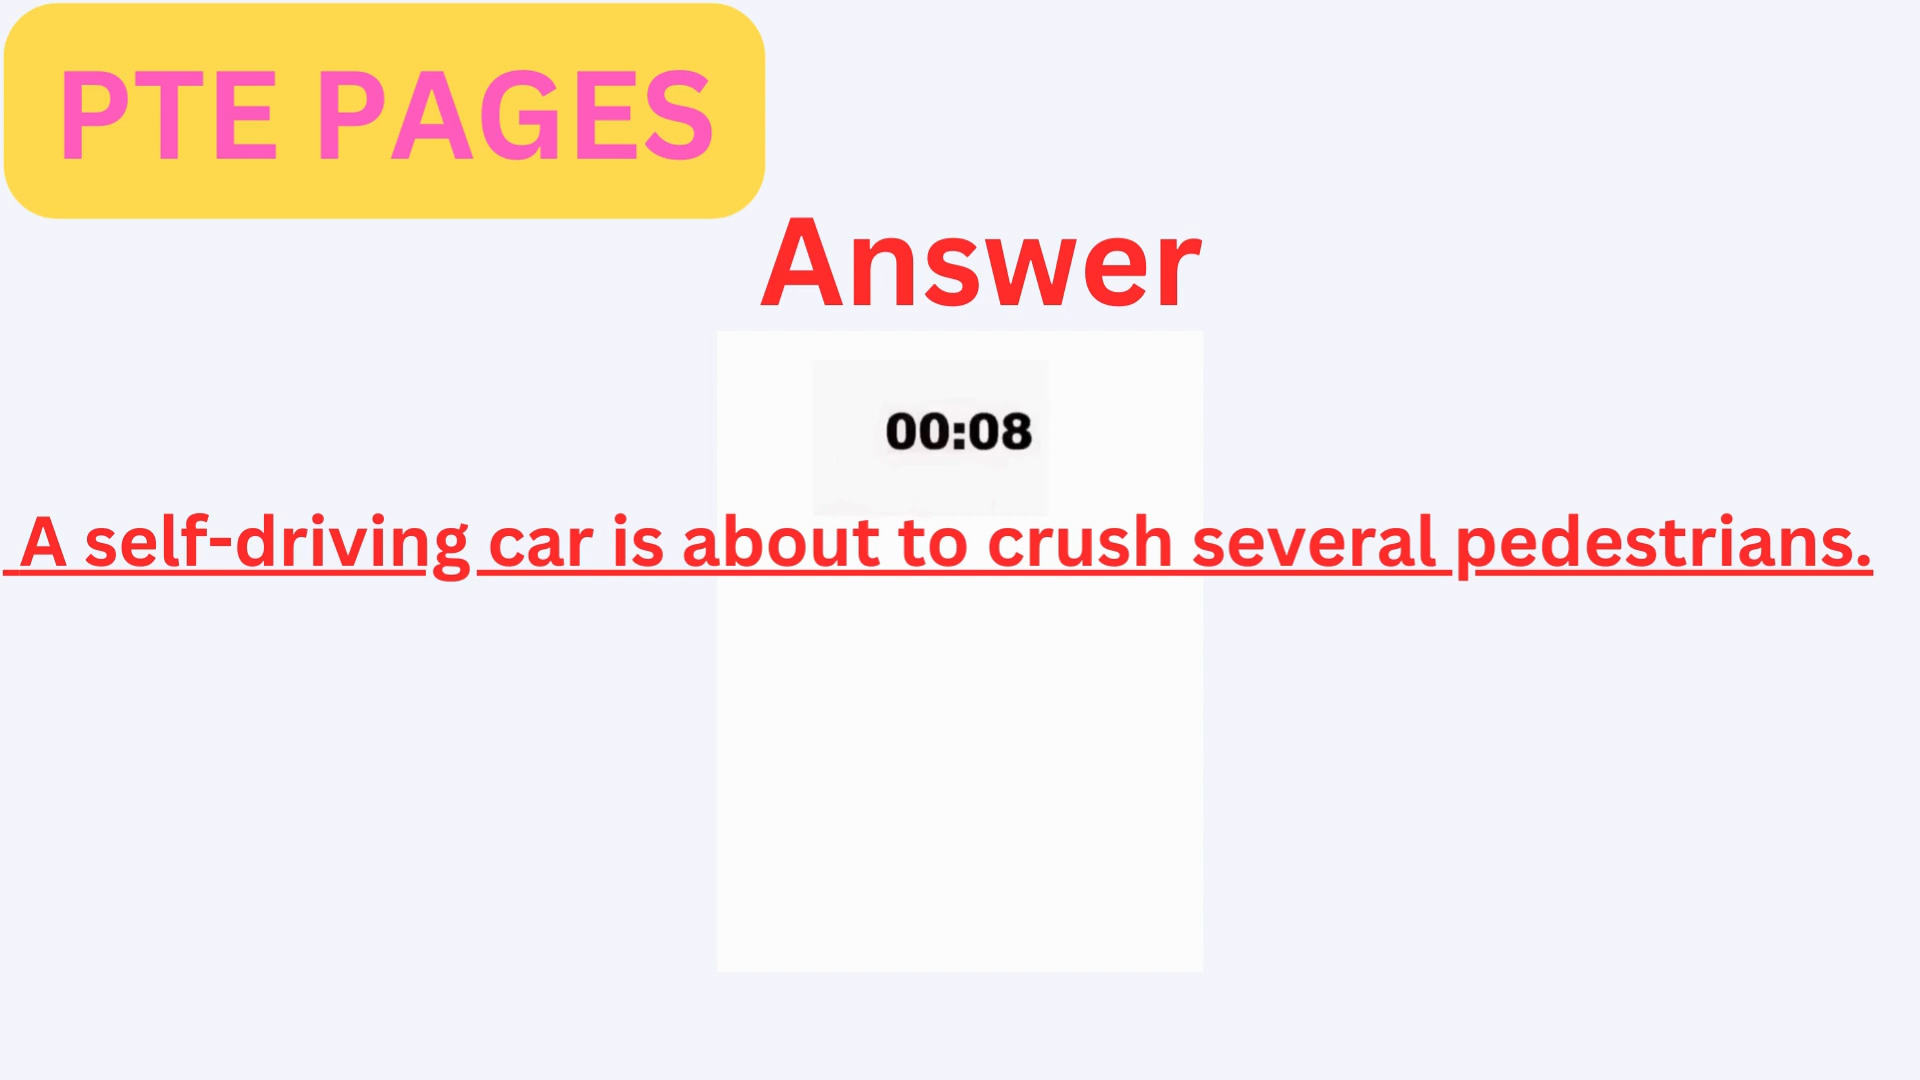 PTE PAGES
Answer
00:08
A self-driving car is about to crush several pedestrians.